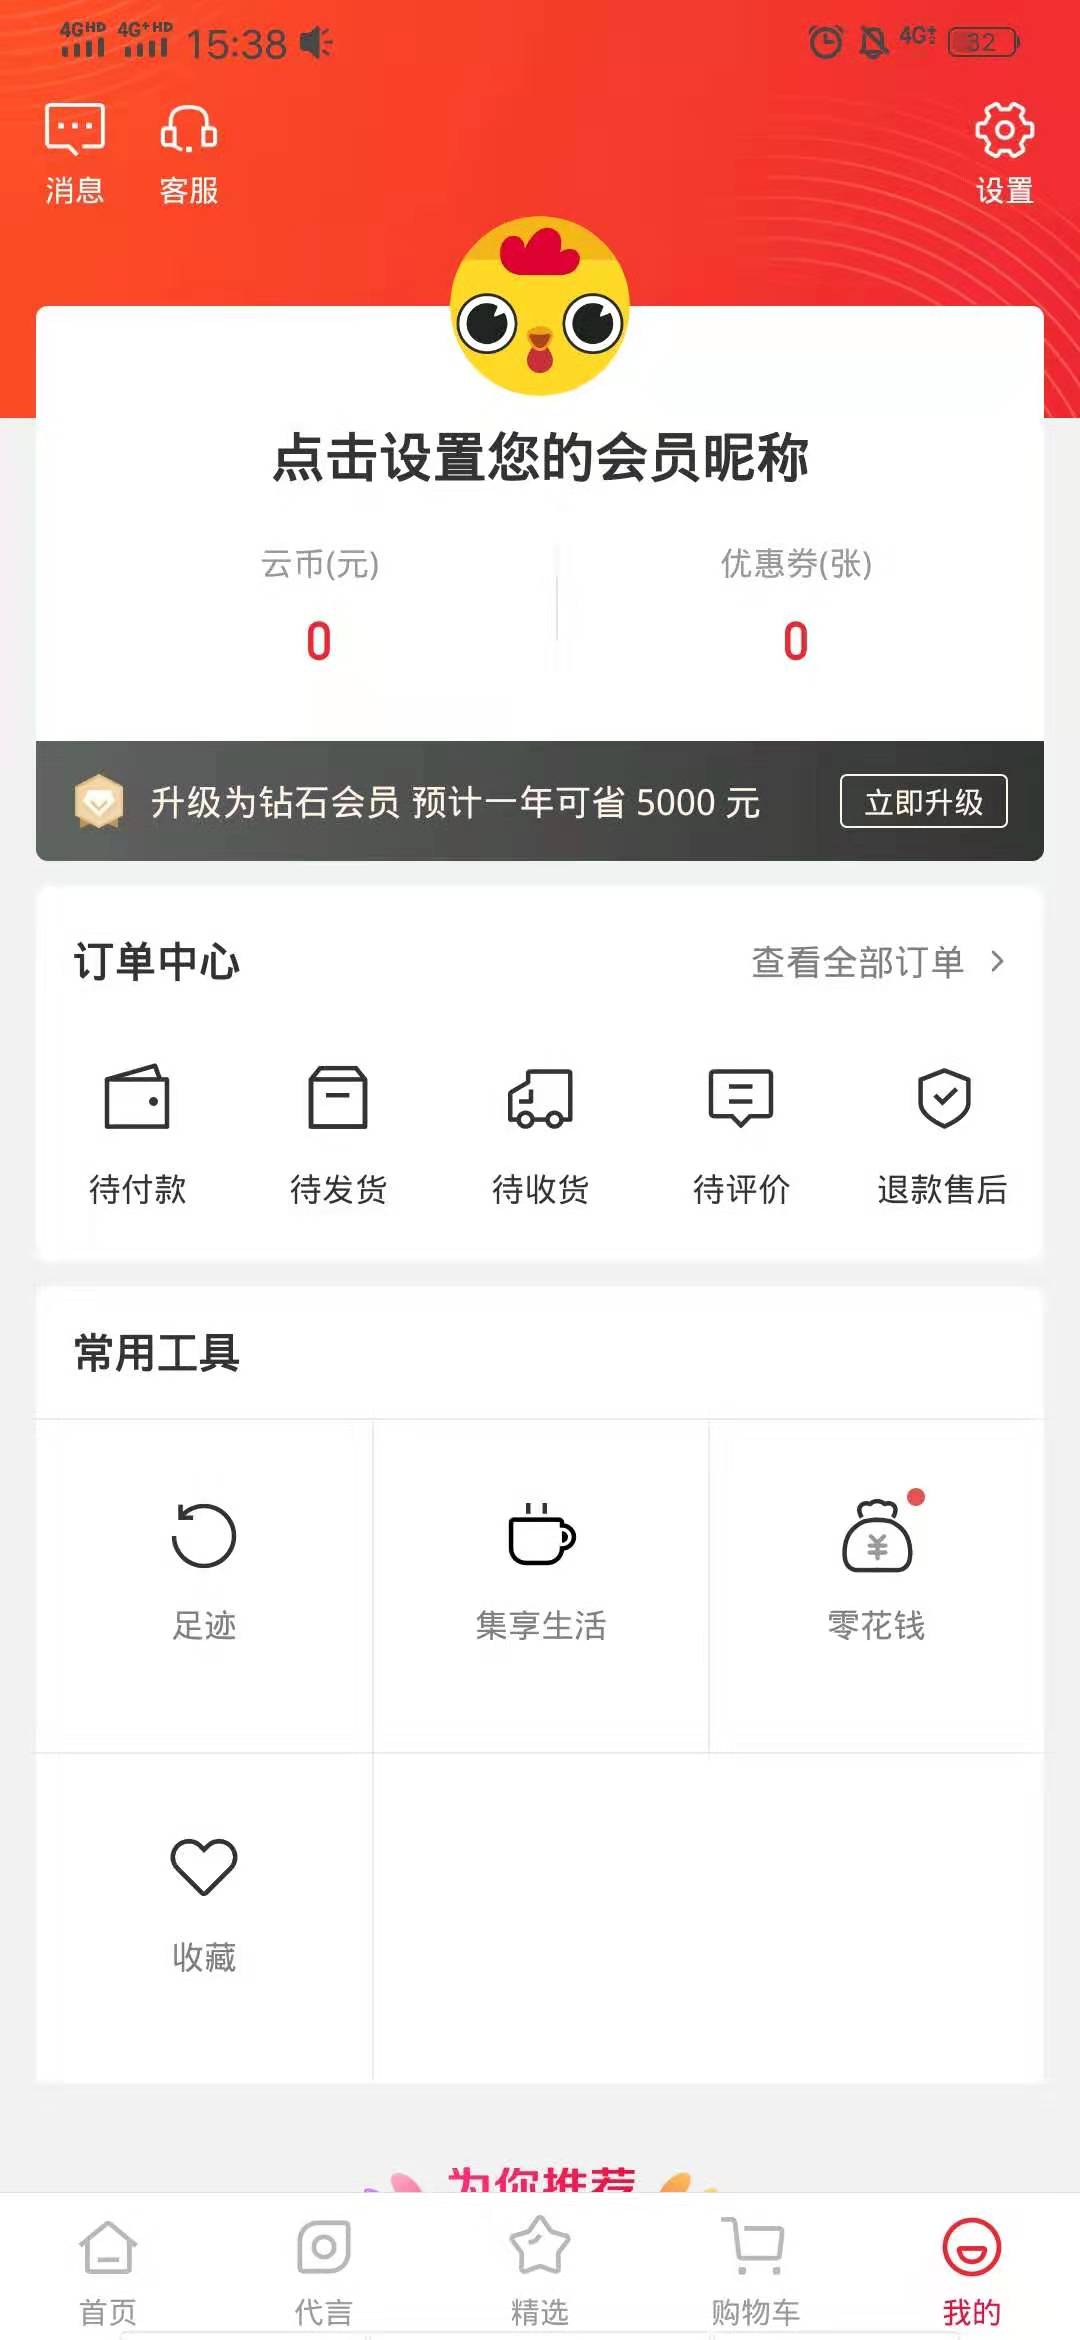 4GHD 4G+HD 15:38 4G+ 32
消息 客服 设置
点击设置您的会员昵称
云币(元) 优惠券(张)
0 0
升级为钻石会员 预计一年可省 5000 元 立即升级
订单中心 查看全部订单
待付款 待发货 待收货 待评价 退款售后
常用工具
足迹 集享生活 零花钱
收藏
为你推荐
首页 代言 精选 购物车 我的